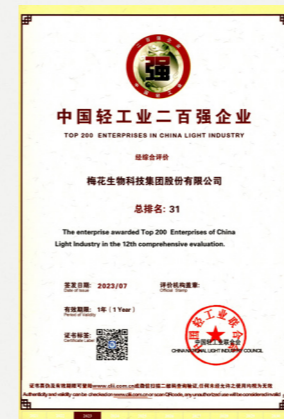 强
中国轻工业二百强企业
TOP 200 ENTERPRISES IN CHINA LIGHT INDUSTRY
经综合评价
梅花生物科技集团股份有限公司
总排名: 31
The enterprise awarded Top 200 Enterprises of China
Light Industry in the 12th comprehensive evaluation.
签发日期: 2023/07
Date of Issue
评价机构盖章:
Official Stamp
有效期限: 1年 (1 Year)
Period of Validity
证书标签:
Certificate Label
中国轻工业联合会
CHINA NATIONAL LIGHT INDUSTRY COUNCIL